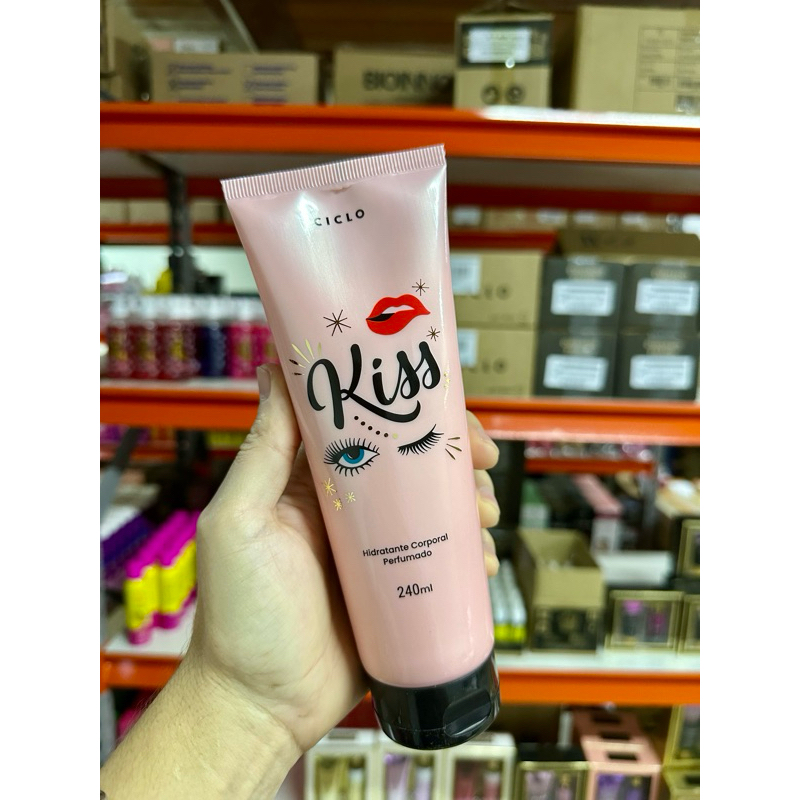 CICLO
Kiss
Hidratante Corporal
Perfumado
240ml